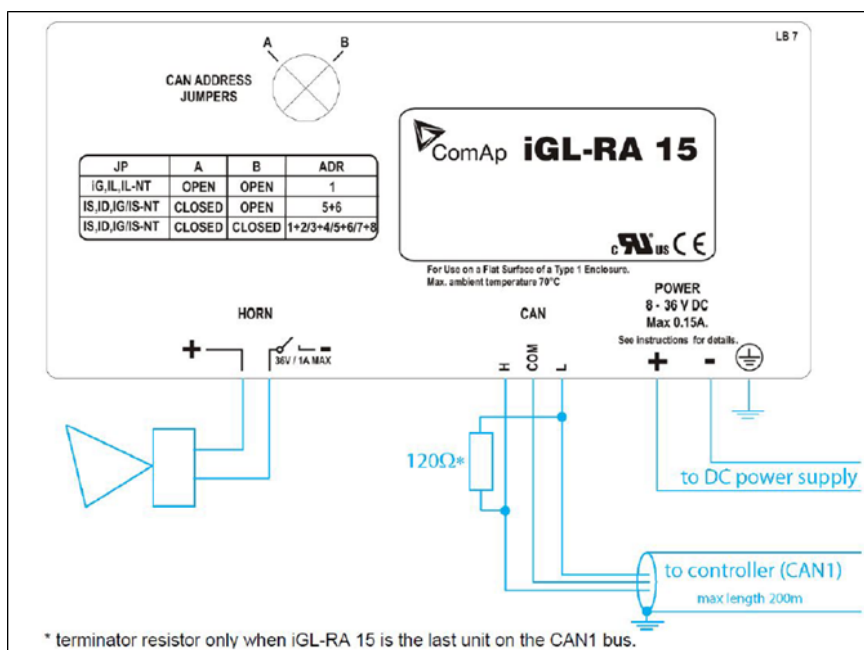 LB 7
A B
CAN ADDRESS
JUMPERS
ComAp iGL-RA 15
JP A B ADR
iG,IL,IL-NT OPEN OPEN 1
IS,ID,IG/IS-NT CLOSED OPEN 5+6
IS,ID,IG/IS-NT CLOSED CLOSED 1+2/3+4/5+6/7+8
c RU us CE
For Use on a Flat Surface of a Type 1 Enclosure.
Max. ambient temperature 70°C
POWER
8 - 36 V DC
Max 0.15A.
See instructions for details.
HORN
CAN
+ -
36V / 1A MAX
H
COM
L
+ -
120Ω*
to DC power supply
to controller (CAN1)
max length 200m
* terminator resistor only when iGL-RA 15 is the last unit on the CAN1 bus.